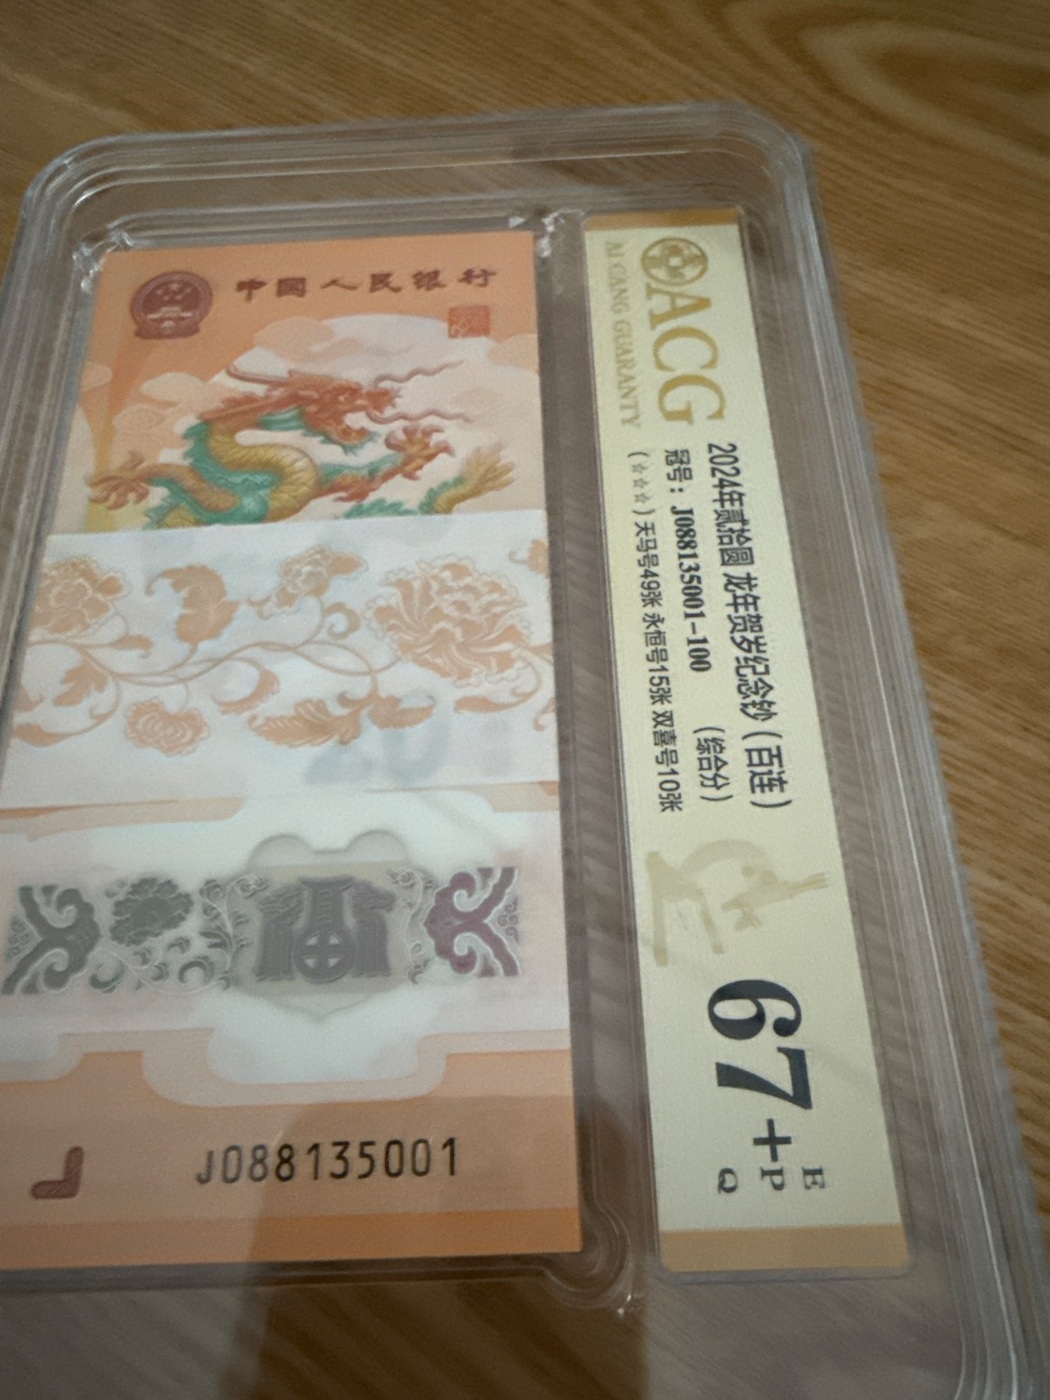 中国人民银行
J088135001
ACG
AI CANG GUARANTY
2024年贰拾圆 龙年贺岁纪念钞（百连）
冠号：J088135001-100 （综合分）
（☆☆☆）天马号49张 永恒号15张 双喜号10张
67+
E
P
Q